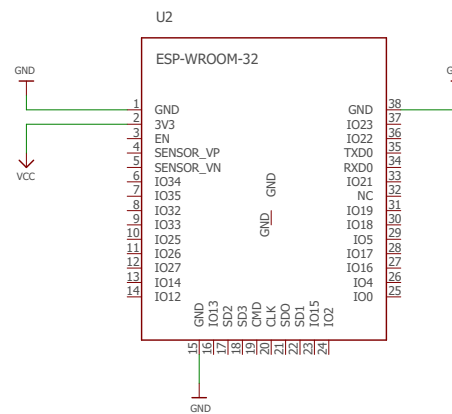 U2
ESP-WROOM-32
GND
1 GND
2 3V3
3 EN
4 SENSOR_VP
5 SENSOR_VN
6 IO34
7 IO35
8 IO32
9 IO33
10 IO25
11 IO26
12 IO27
13 IO14
14 IO12
VCC
GND 38
IO23 37
IO22 36
TXD0 35
RXD0 34
IO21 33
NC 32
IO19 31
IO18 30
IO5 29
IO17 28
IO16 27
IO4 26
IO0 25
GND
GND
GND 15
IO13 16
SD2 17
SD3 18
CMD 19
CLK 20
SDO 21
SD1 22
IO15 23
IO2 24
GND